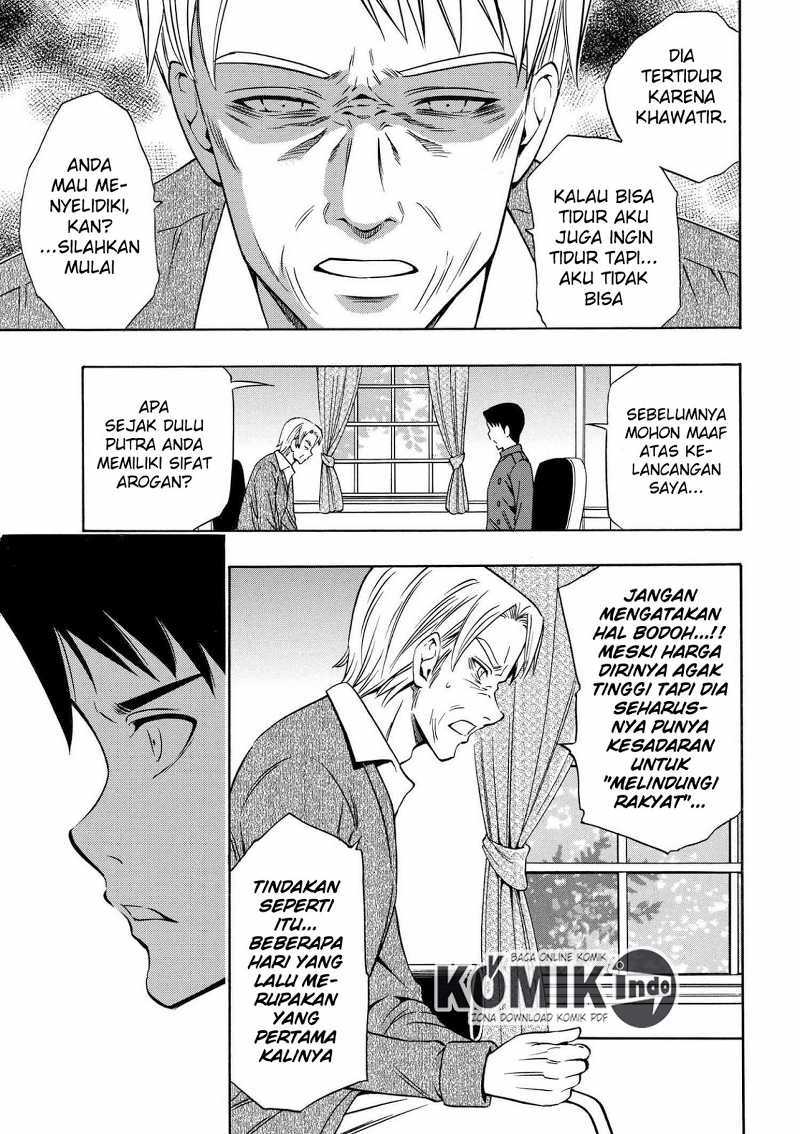 DIA
TERTIDUR
KARENA
KHAWATIR.
KALAU BISA
TIDUR AKU
JUGA INGIN
TIDUR TAPI...
AKU TIDAK
BISA
ANDA
MAU ME-
NYELIDIKI,
KAN?
...SILAHKAN
MULAI
SEBELUMNYA
MOHON MAAF
ATAS KE-
LANCANGAN
SAYA...
APA
SEJAK DULU
PUTRA ANDA
MEMILIKI SIFAT
AROGAN?
JANGAN
MENGATAKAN
HAL BODOH...!!
MESKI HARGA
DIRINYA AGAK
TINGGI TAPI DIA
SEHARUS-
NYA PUNYA
KESADARAN
UNTUK
"MELINDUNGI
RAKYAT"...
TINDAKAN
SEPERTI
ITU...
BEBERAPA
HARI YANG
LALU ME-
RUPAKAN
YANG
PERTAMA
KALINYA
BACA ONLINE KOMIK
KOMIK indo
ZONA DOWNLOAD KOMIK PDF